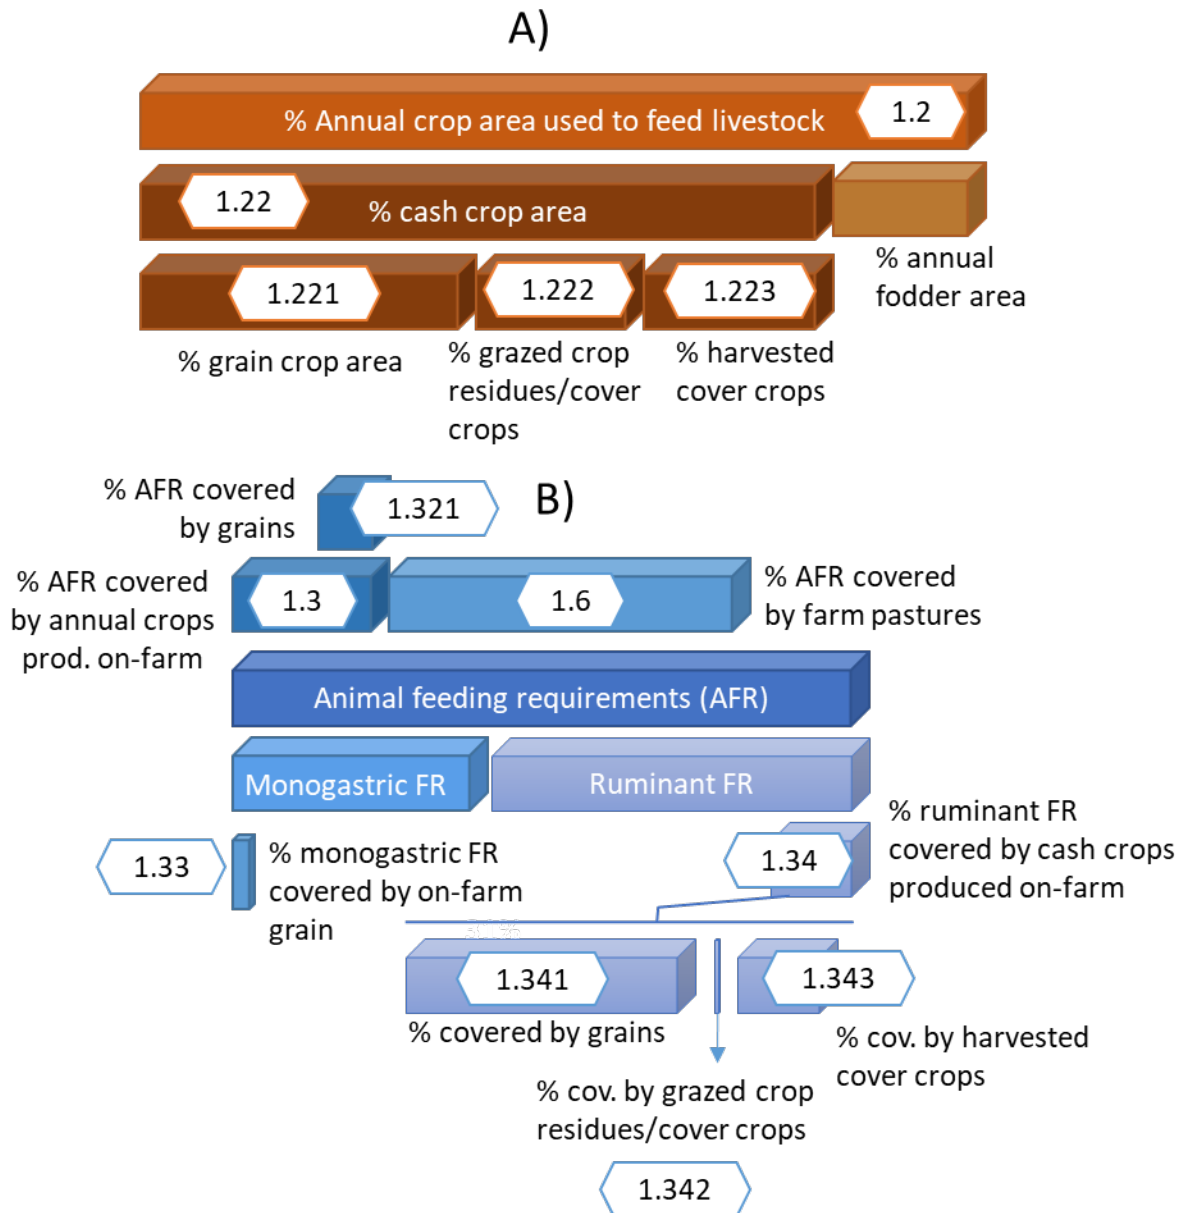 A)
% Annual crop area used to feed livestock
1.2
1.22
% cash crop area
% annual
fodder area
1.221
1.222
1.223
% grain crop area
% grazed crop
residues/cover
crops
% harvested
cover crops
% AFR covered
by grains
1.321
B)
% AFR covered
by annual crops
prod. on-farm
1.3
1.6
% AFR covered
by farm pastures
Animal feeding requirements (AFR)
Monogastric FR
Ruminant FR
1.33
% monogastric FR
covered by on-farm
grain
1.34
% ruminant FR
covered by cash crops
produced on-farm
1.341
1.343
% covered by grains
% cov. by harvested
cover crops
% cov. by grazed crop
residues/cover crops
1.342